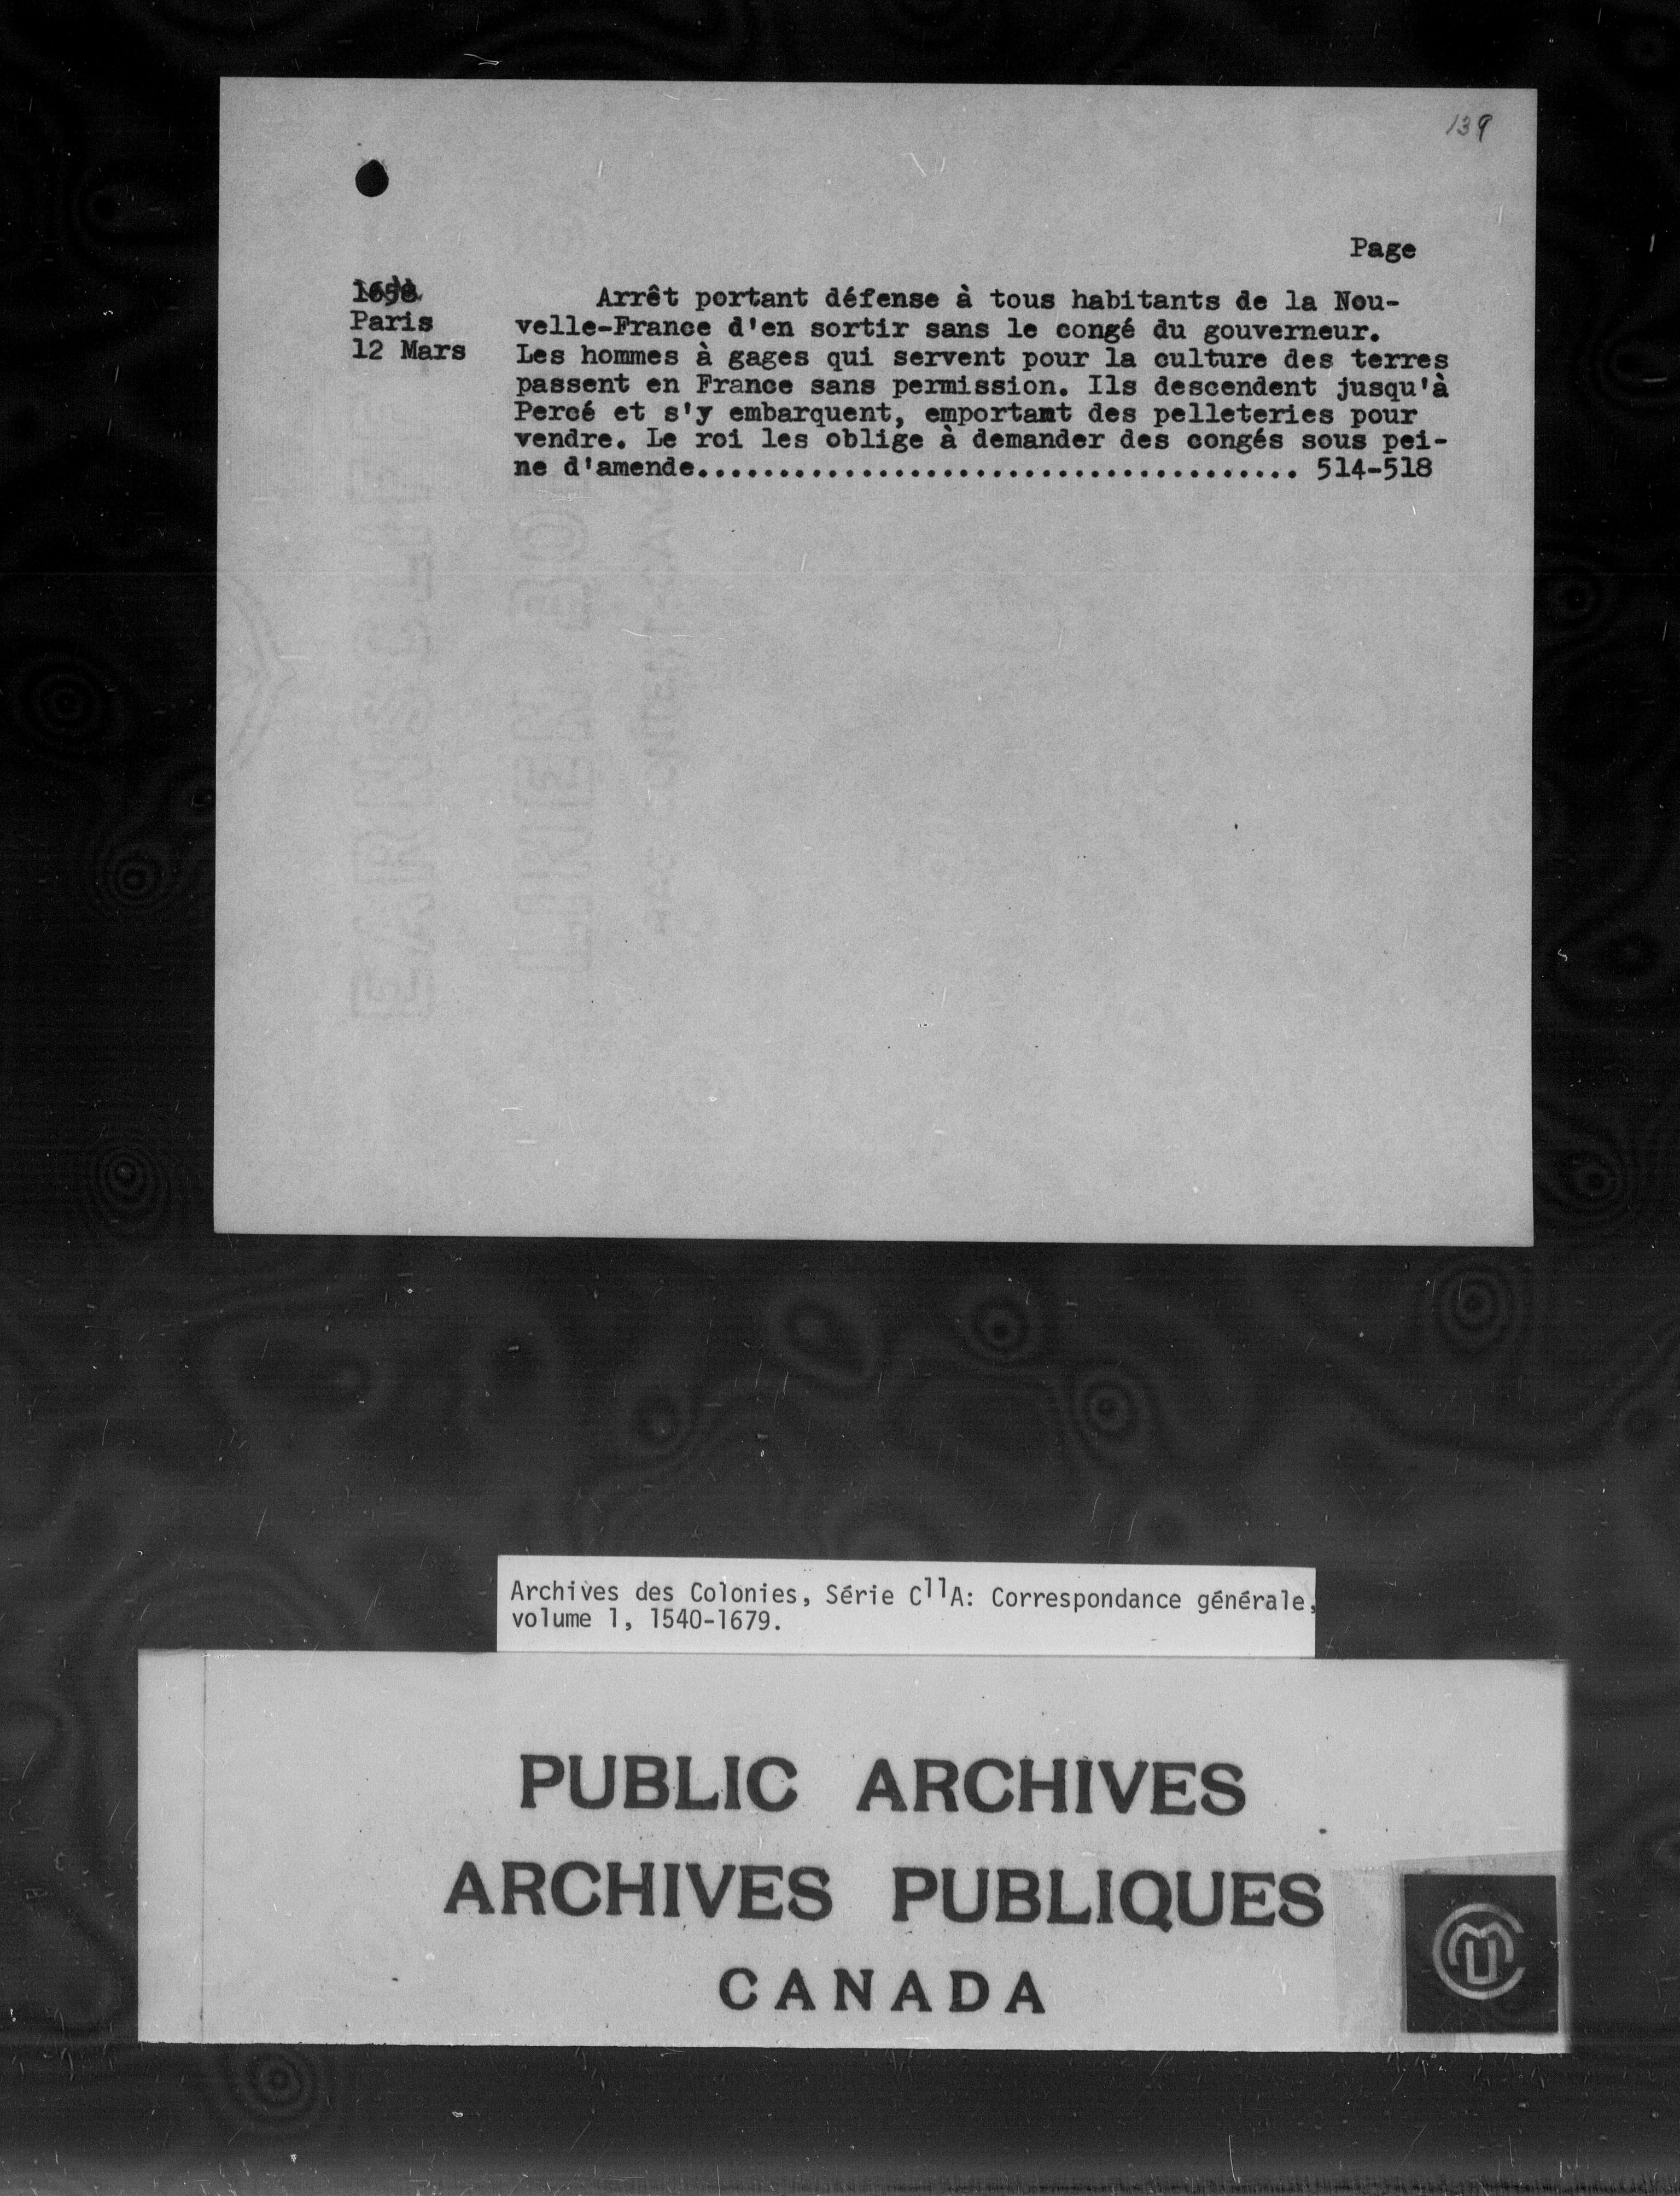 139
Page
1658
Paris
12 Mars
Arrêt portant défense à tous habitants de la Nou-
velle-France d'en sortir sans le congé du gouverneur.
Les hommes à gages qui servent pour la culture des terres
passent en France sans permission. Ils descendent jusqu'à
Percé et s'y embarquent, emportant des pelleteries pour
vendre. Le roi les oblige à demander des congés sous pei-
ne d'amende..................................... 514-518
Archives des Colonies, Série C11A: Correspondance générale,
volume 1, 1540-1679.
PUBLIC ARCHIVES
ARCHIVES PUBLIQUES
CANADA